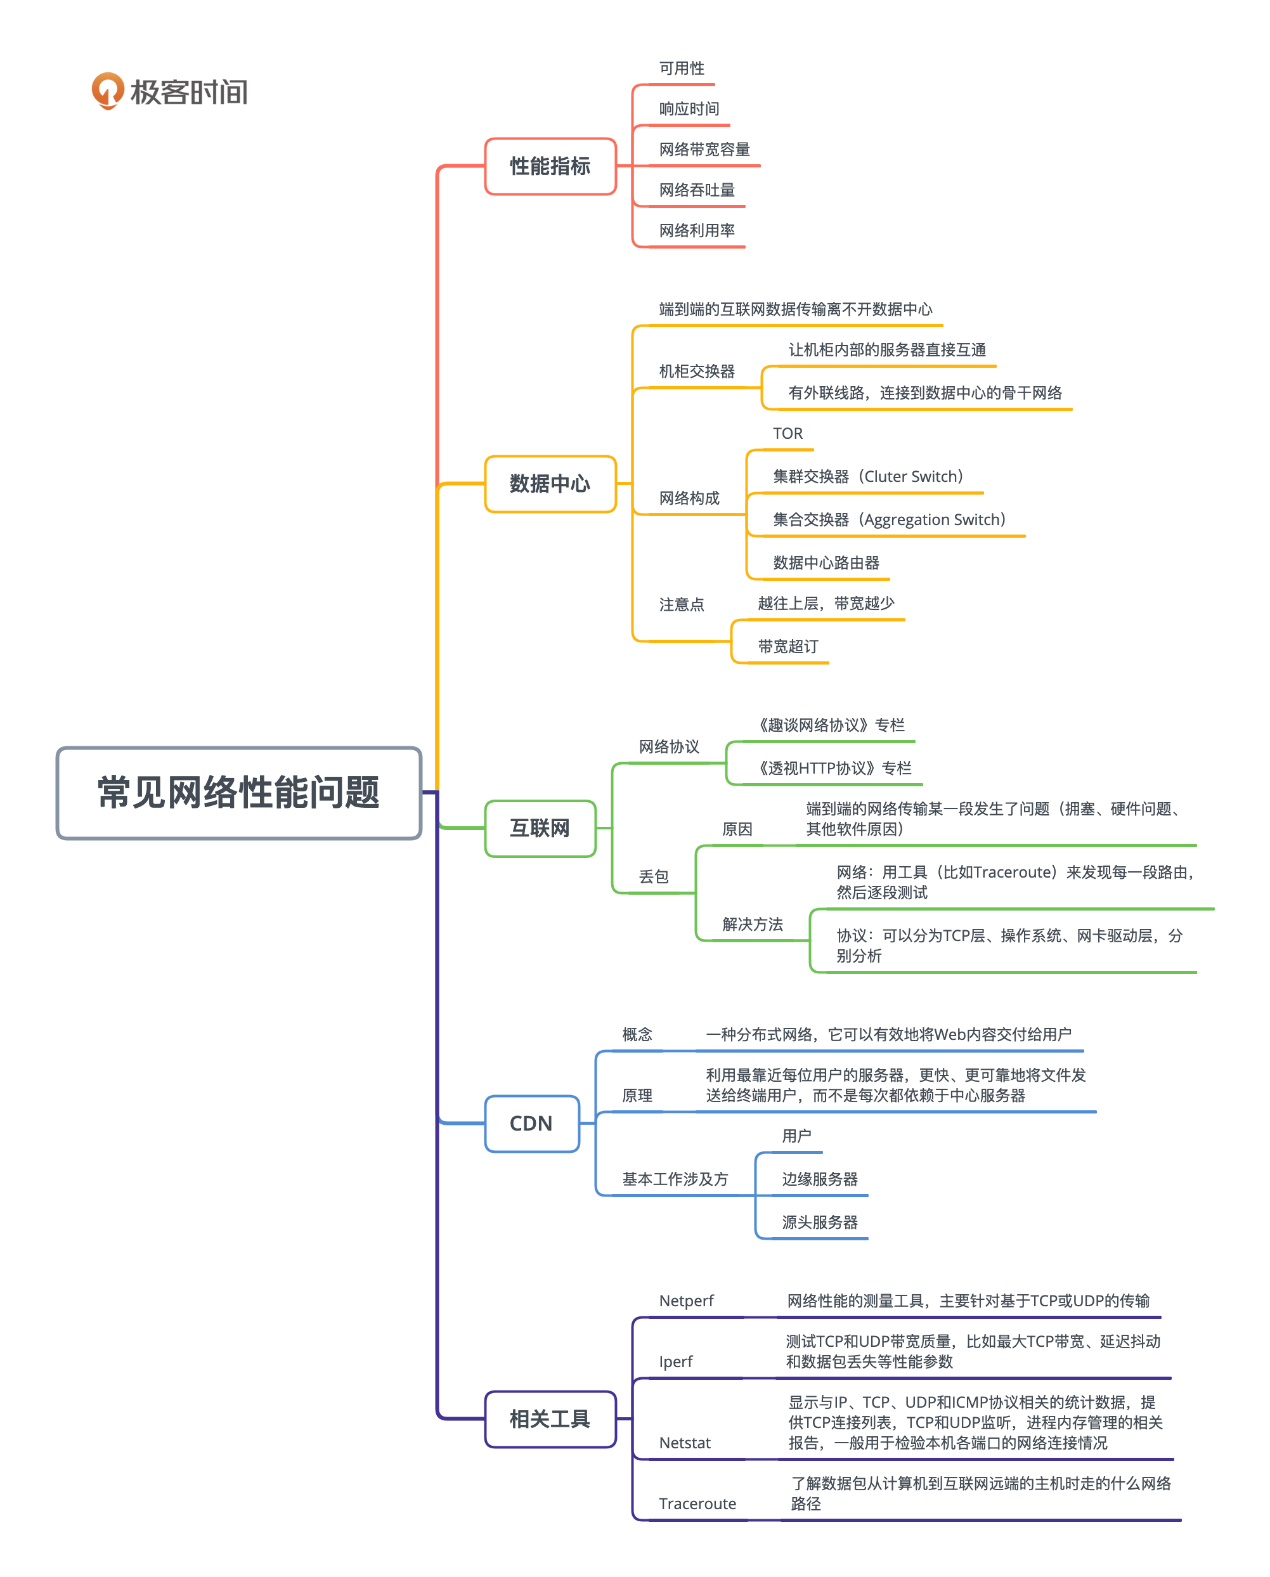 极客时间
常见网络性能问题
性能指标
可用性
响应时间
网络带宽容量
网络吞吐量
网络利用率
数据中心
端到端的互联网数据传输离不开数据中心
机柜交换器
让机柜内部的服务器直接互通
有外联线路，连接到数据中心的骨干网络
网络构成
TOR
集群交换器（Cluter Switch）
集合交换器（Aggregation Switch）
数据中心路由器
注意点
越往上层，带宽越少
带宽超订
互联网
网络协议
《趣谈网络协议》专栏
《透视HTTP协议》专栏
丢包
原因
端到端的网络传输某一段发生了问题（拥塞、硬件问题、
其他软件原因）
解决方法
网络：用工具（比如Traceroute）来发现每一段路由，
然后逐段测试
协议：可以分为TCP层、操作系统、网卡驱动层，分
别分析
CDN
概念
一种分布式网络，它可以有效地将Web内容交付给用户
原理
利用最靠近每位用户的服务器，更快、更可靠地将文件发
送给终端用户，而不是每次都依赖于中心服务器
基本工作涉及方
用户
边缘服务器
源头服务器
相关工具
Netperf
网络性能的测量工具，主要针对基于TCP或UDP的传输
Iperf
测试TCP和UDP带宽质量，比如最大TCP带宽、延迟抖动
和数据包丢失等性能参数
Netstat
显示与IP、TCP、UDP和ICMP协议相关的统计数据，提
供TCP连接列表，TCP和UDP监听，进程内存管理的相关
报告，一般用于检验本机各端口的网络连接情况
Traceroute
了解数据包从计算机到互联网远端的主机时走的什么网络
路径